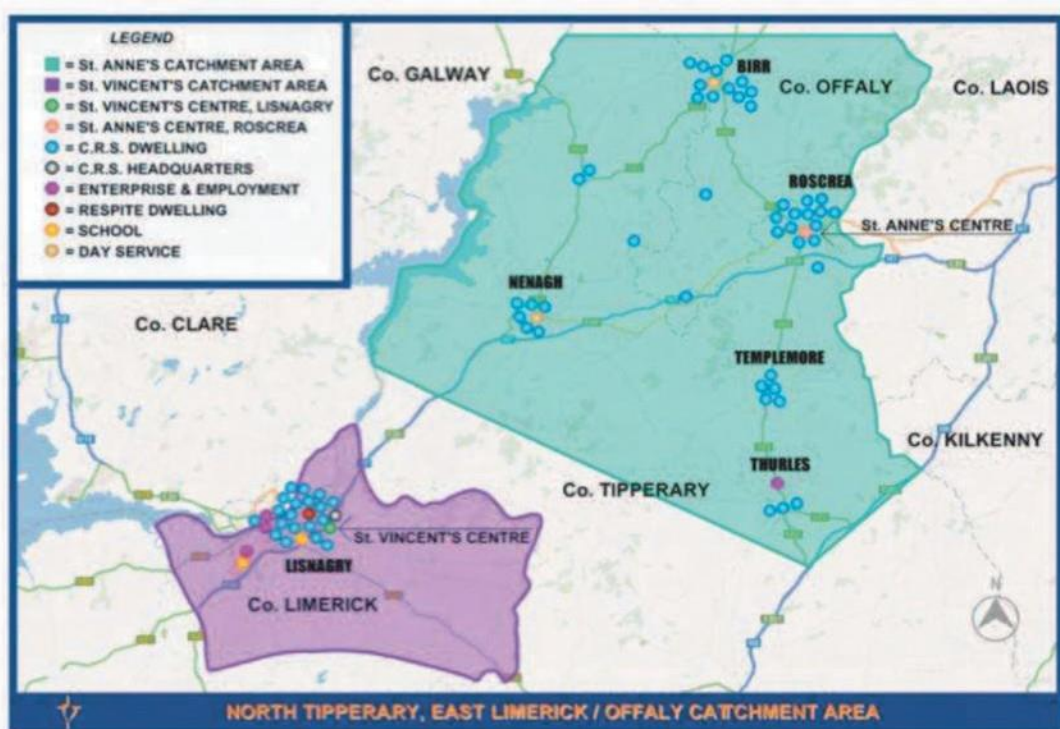 LEGEND
= St. ANNE'S CATCHMENT AREA
= St. VINCENT'S CATCHMENT AREA
= St. VINCENT'S CENTRE, LISNAGRY
= St. ANNE'S CENTRE, ROSCREA
= C.R.S. DWELLING
= C.R.S. HEADQUARTERS
= ENTERPRISE & EMPLOYMENT
= RESPITE DWELLING
= SCHOOL
= DAY SERVICE
Co. GALWAY
BIRR
Co. OFFALY
Co. LAOIS
ROSCREA
St. ANNE'S CENTRE
NENAGH
Co. CLARE
TEMPLEMORE
Co. KILKENNY
THURLES
Co. TIPPERARY
St. VINCENT'S CENTRE
LISNAGRY
Co. LIMERICK
N
NORTH TIPPERARY, EAST LIMERICK / OFFALY CATCHMENT AREA